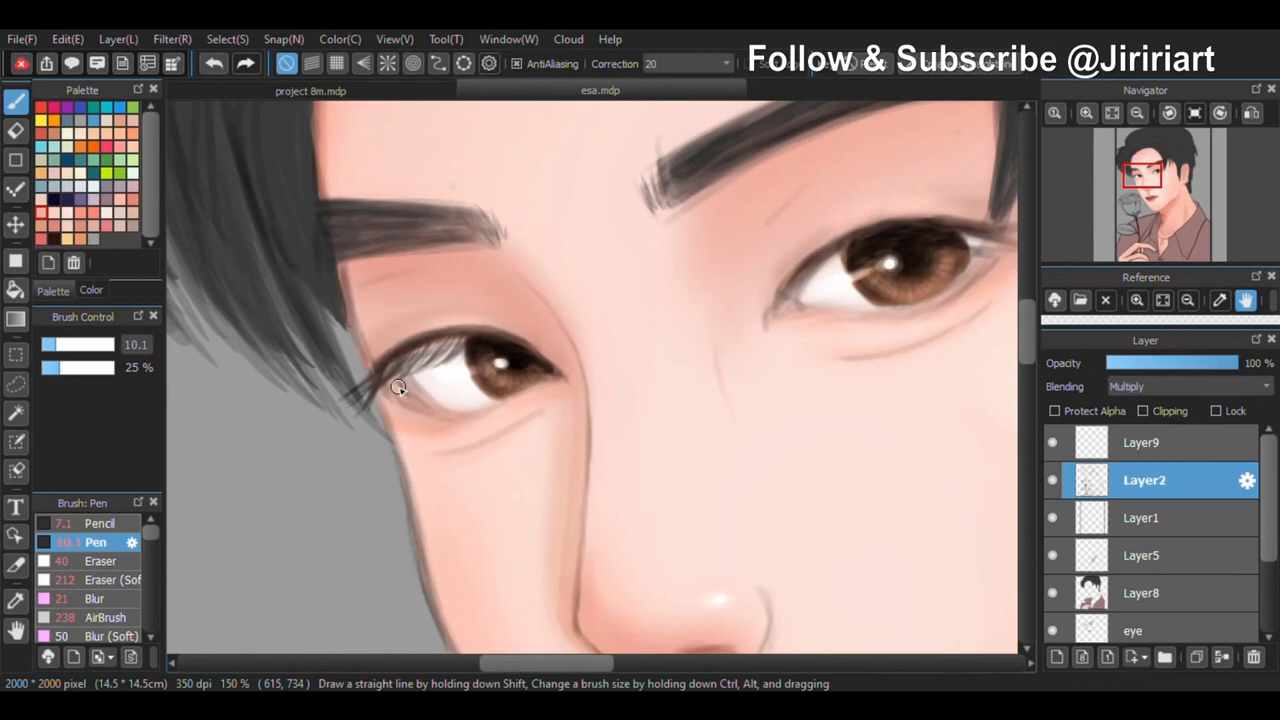 File(F) Edit(E) Layer(L) Filter(R) Select(S) Snap(N) Color(C) View(V) Tool(T) Window(W) Cloud Help
Follow & Subscribe @Jiririart
AntiAliasing Correction 20
Palette
project 8m.mdp esa.mdp
Navigator
Palette Color
Reference
Brush Control
10.1
25 %
Layer
Opacity 100 %
Blending Multiply
Protect Alpha Clipping Lock
Layer9
Layer2
Layer1
Layer5
Layer8
eye
Brush: Pen
7.1 Pencil
10.1 Pen
40 Eraser
212 Eraser (Sof
21 Blur
238 AirBrush
50 Blur (Soft)
2000 * 2000 pixel (14.5 * 14.5cm) 350 dpi 150 % ( 615, 734 ) Draw a straight line by holding down Shift, Change a brush size by holding down Ctrl, Alt, and dragging